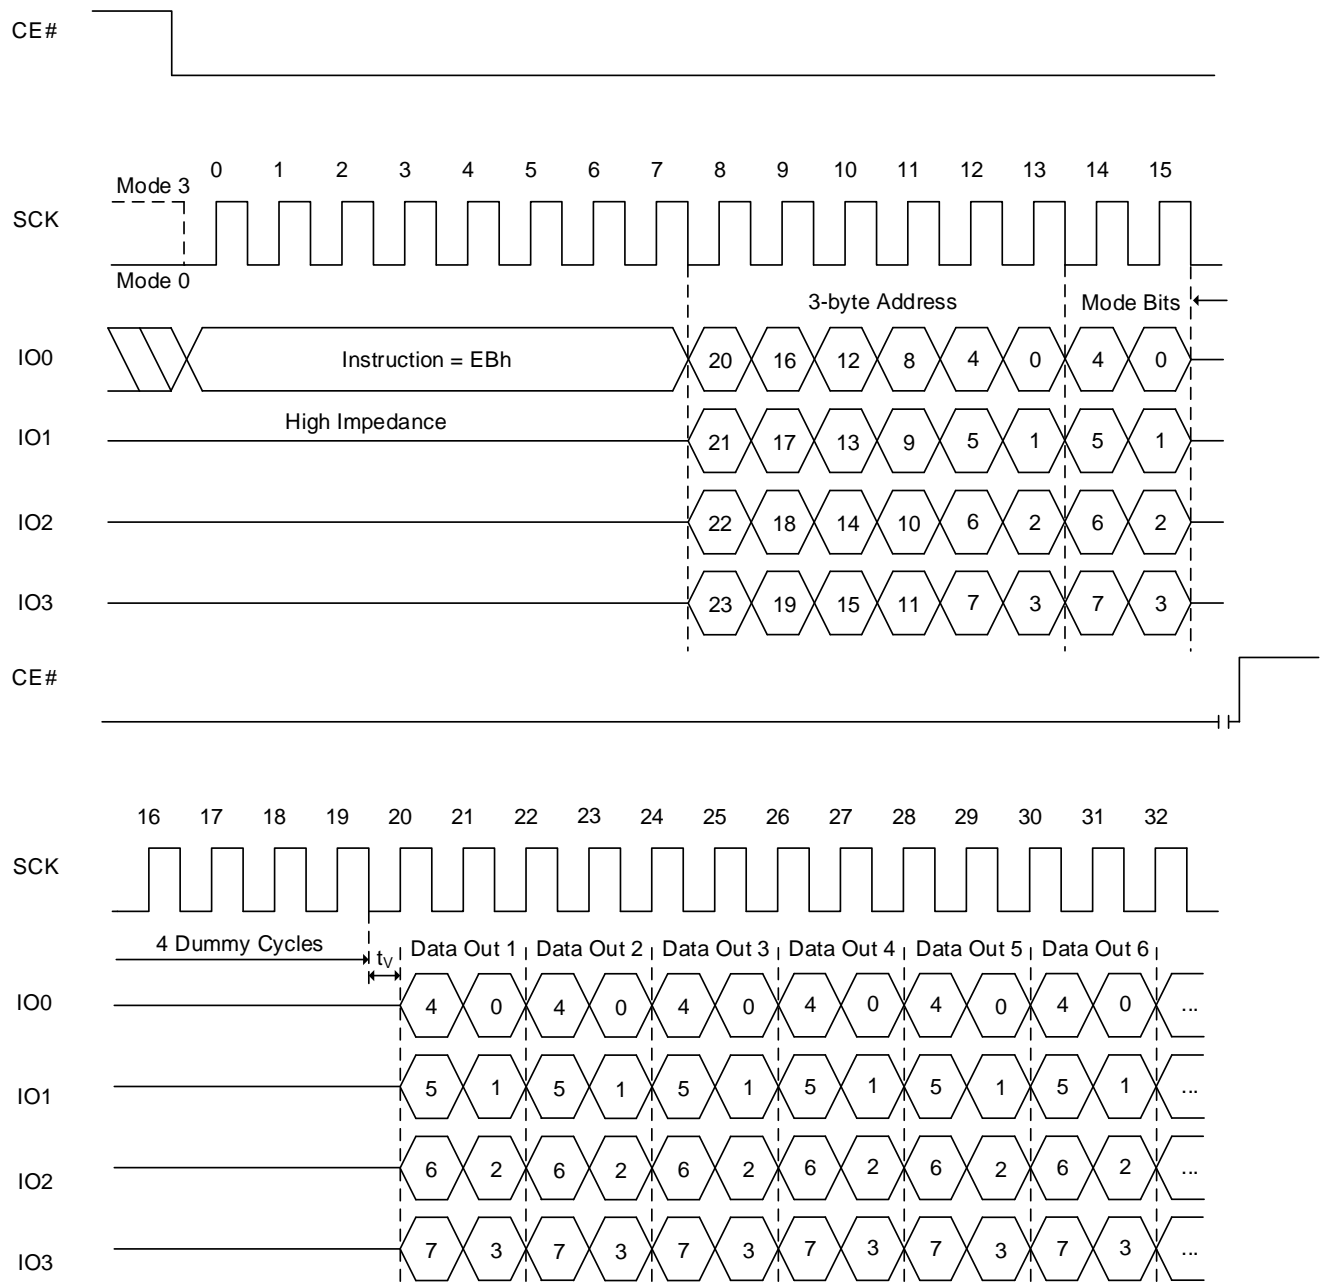 CE#
0 1 2 3 4 5 6 7 8 9 10 11 12 13 14 15
Mode 3
SCK
Mode 0
3-byte Address Mode Bits
IO0 Instruction = EBh 20 16 12 8 4 0 4 0
High Impedance
IO1 21 17 13 9 5 1 5 1
IO2 22 18 14 10 6 2 6 2
IO3 23 19 15 11 7 3 7 3
CE#
16 17 18 19 20 21 22 23 24 25 26 27 28 29 30 31 32
SCK
4 Dummy Cycles tV Data Out 1 Data Out 2 Data Out 3 Data Out 4 Data Out 5 Data Out 6
IO0 4 0 4 0 4 0 4 0 4 0 4 0 ...
IO1 5 1 5 1 5 1 5 1 5 1 5 1 ...
IO2 6 2 6 2 6 2 6 2 6 2 6 2 ...
IO3 7 3 7 3 7 3 7 3 7 3 7 3 ...